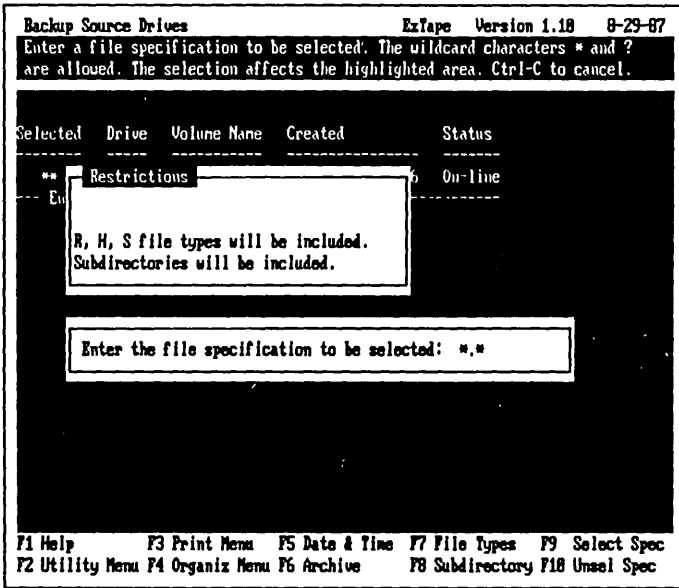 Backup Source Drives ExTape Version 1.10 8-29-87
Enter a file specification to be selected. The wildcard characters * and ?
are allowed. The selection affects the highlighted area. Ctrl-C to cancel.
Selected Drive Volume Name Created Status
** Restrictions 6 On-line
En
R, H, S file types will be included.
Subdirectories will be included.
Enter the file specification to be selected: *.*
F1 Help F3 Print Menu F5 Date & Time F7 File Types F9 Select Spec
F2 Utility Menu F4 Organiz Menu F6 Archive F8 Subdirectory F10 Unsel Spec